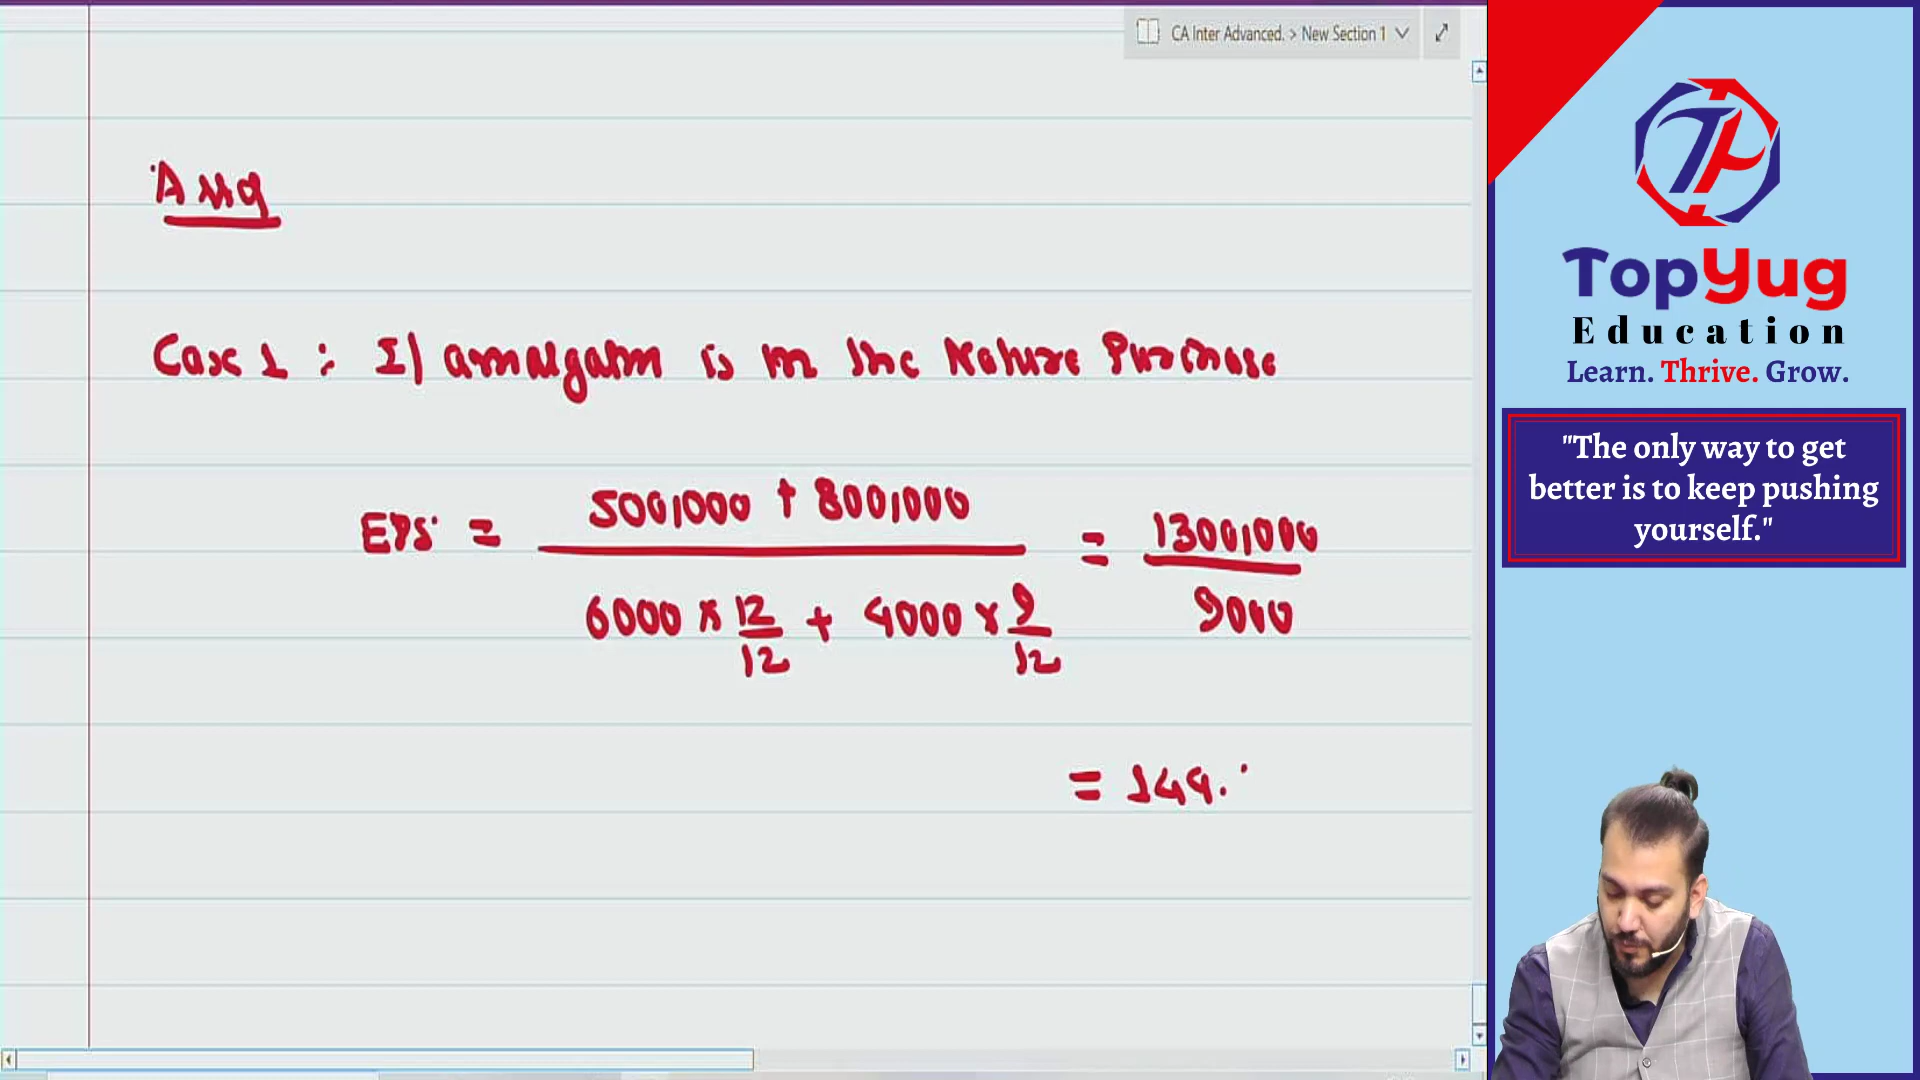 CA Inter Advanced. > New Section 1
Ans
Case 1 : If amalgatm is in the Nature Purchase
EPS = 500,000 + 800,000 / 6000 × 12/12 + 4000 × 9/12 = 1300,000 / 9000
= 144.
TopYug
Education
Learn. Thrive. Grow.
"The only way to get
better is to keep pushing
yourself."